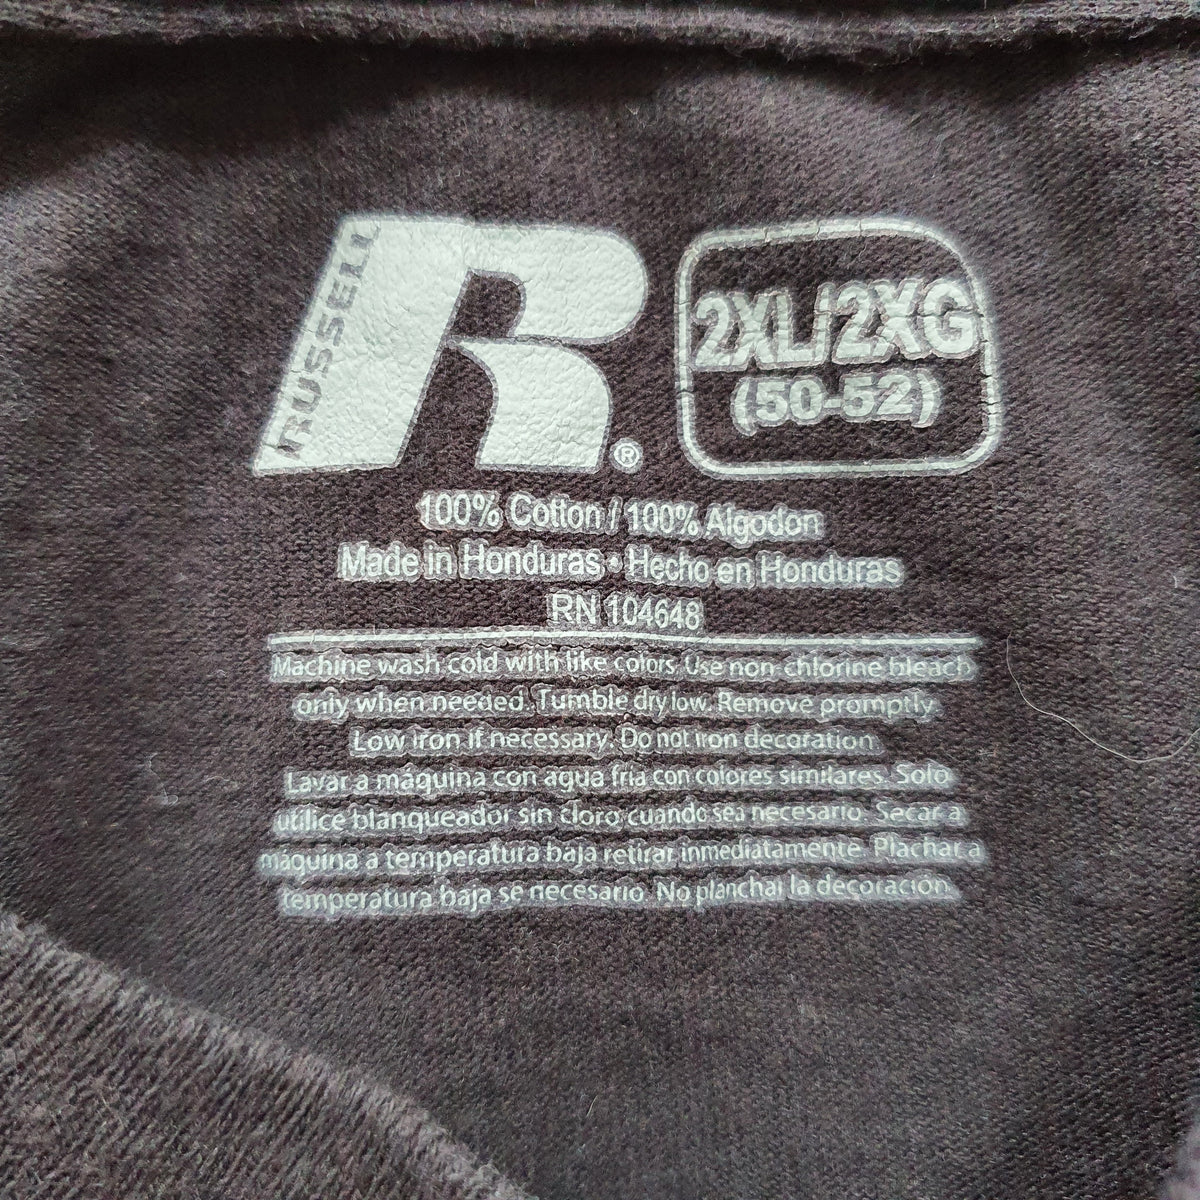 RUSSELL
R®
2XL/2XG
(50-52)
100% Cotton / 100% Algodon
Made in Honduras • Hecho en Honduras
RN 104648
Machine wash cold with like colors. Use non-chlorine bleach
only when needed. Tumble dry low. Remove promptly.
Low iron if necessary. Do not iron decoration.
Lavar a máquina con agua fria con colores similares. Solo
utilice blanqueador sin cloro cuando sea necesario. Secar a
máquina a temperatura baja retirar inmediatamente. Plachar a
temperatura baja se necesario. No planchar la decoración.